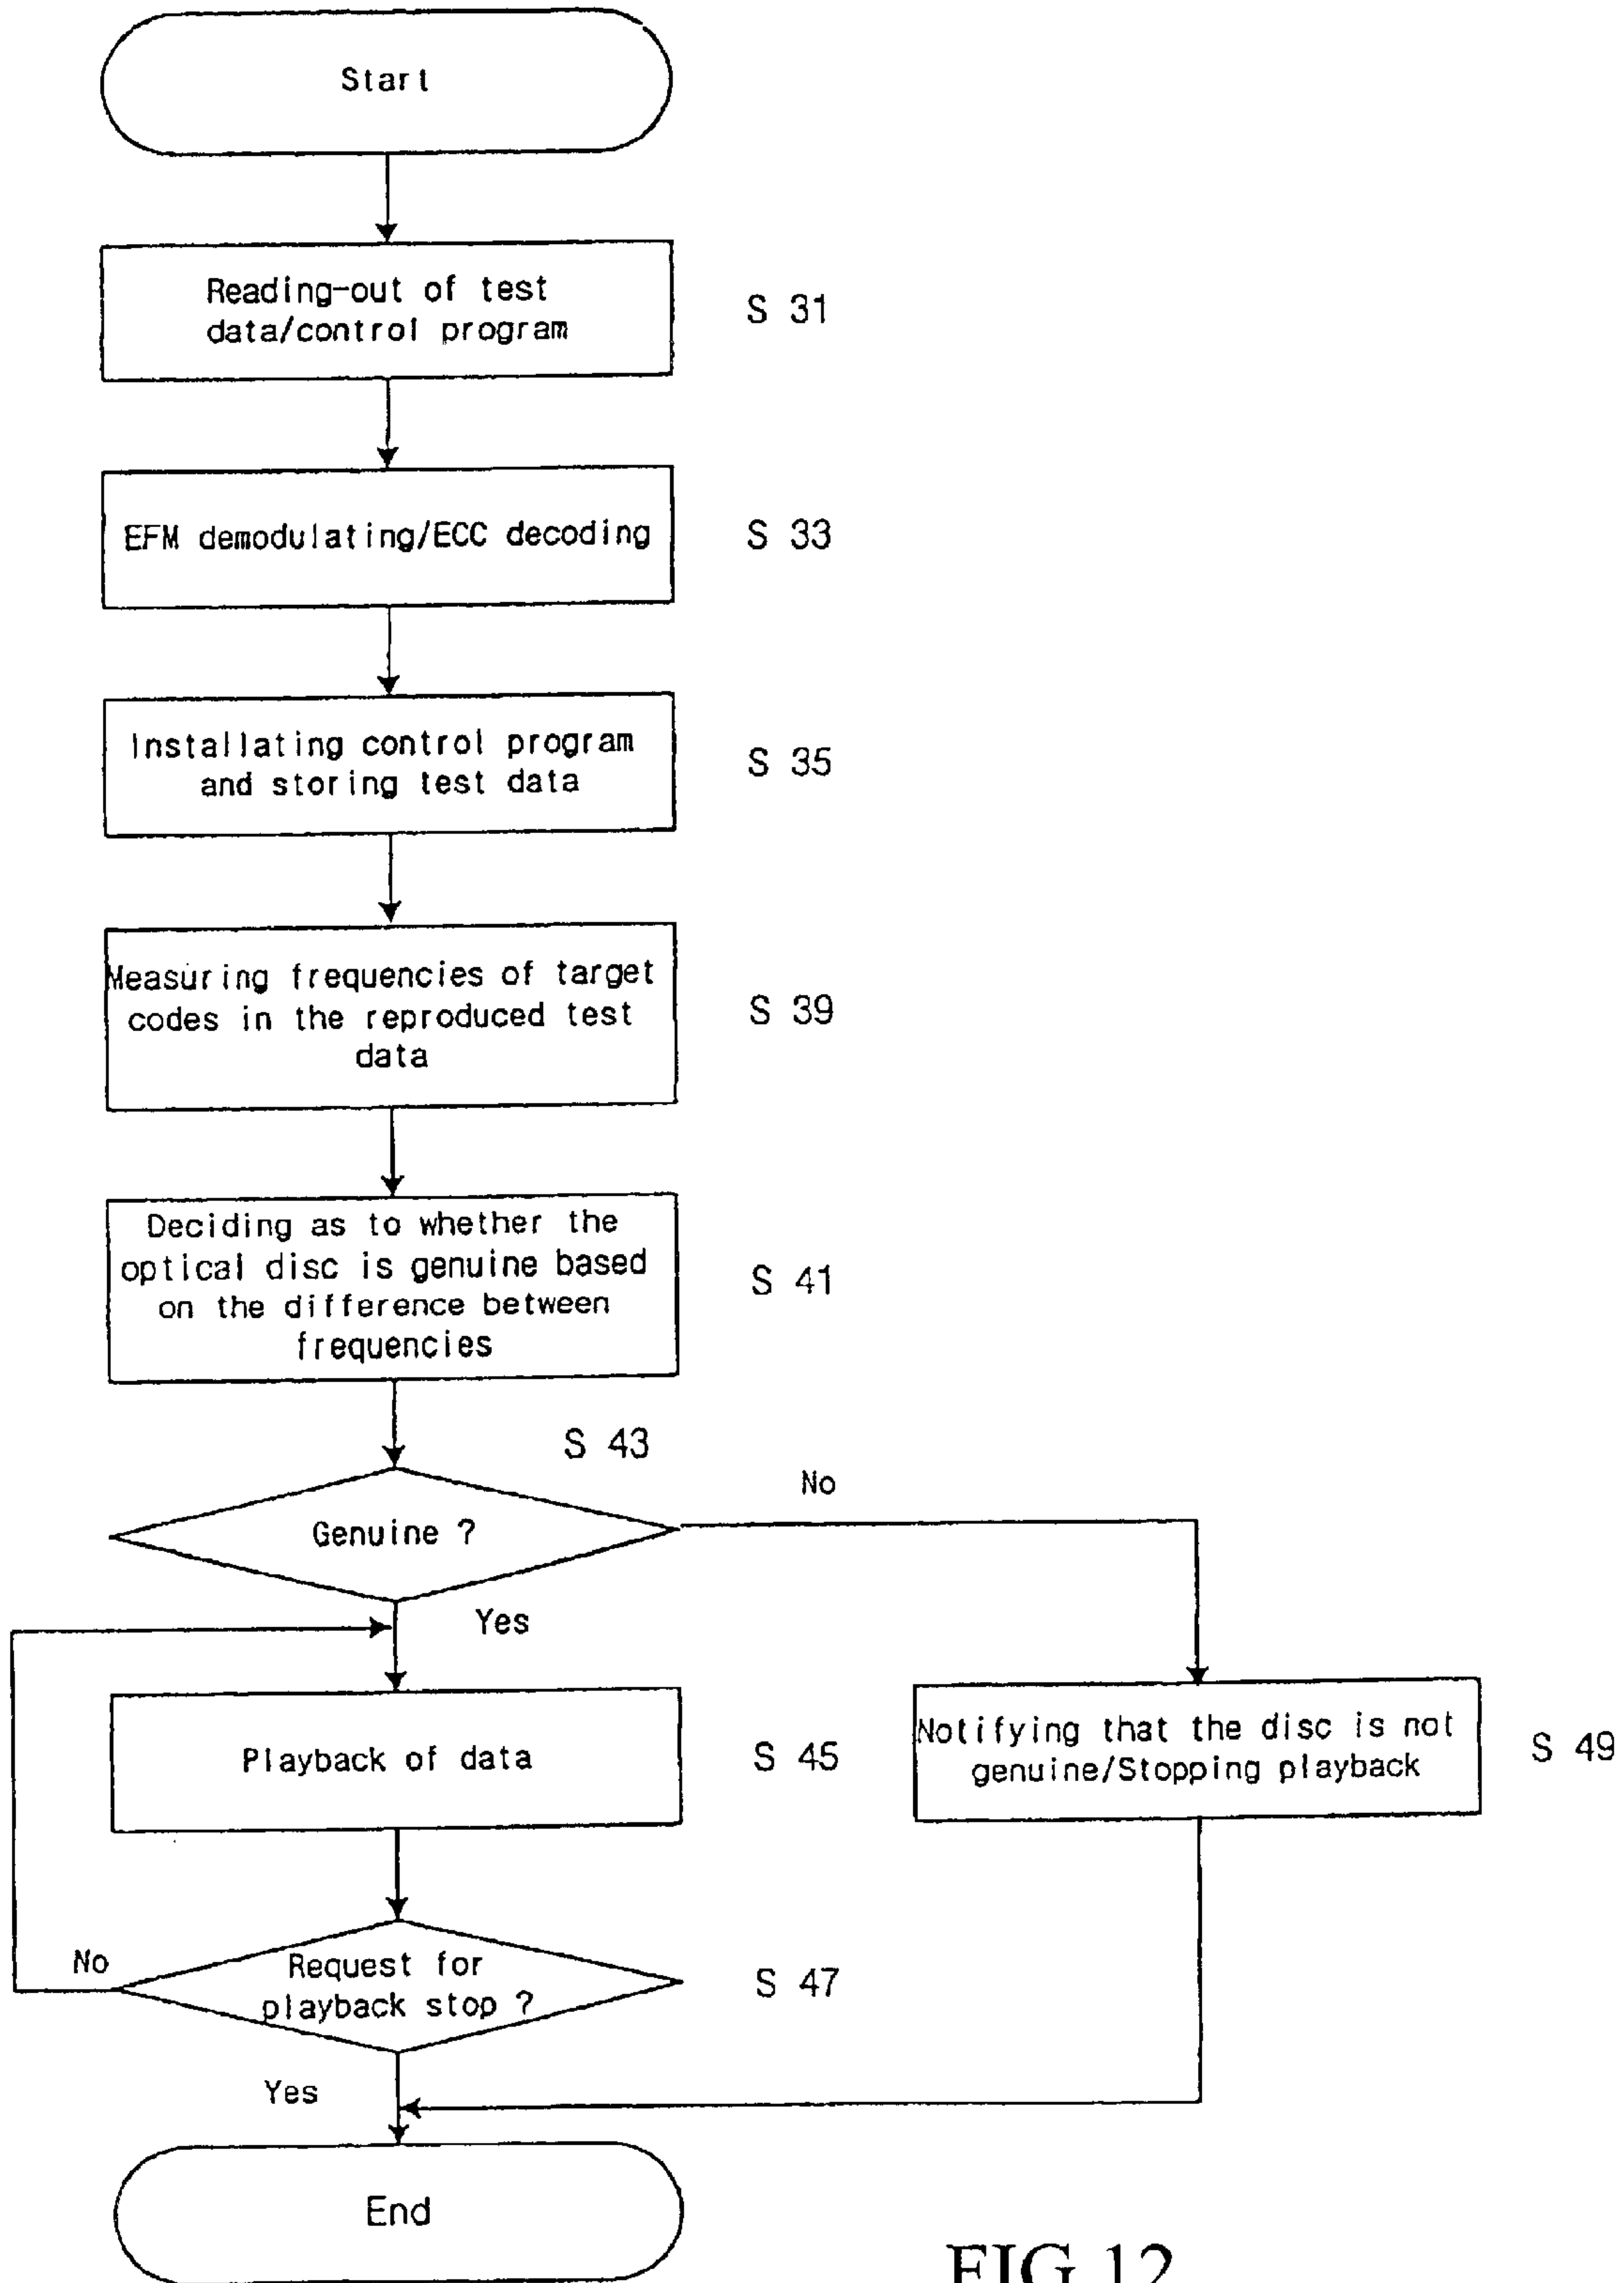 Start
Reading-out of test
data/control program
S 31
EFM demodulating/ECC decoding
S 33
Installating control program
and storing test data
S 35
Measuring frequencies of target
codes in the reproduced test
data
S 39
Deciding as to whether the
optical disc is genuine based
on the difference between
frequencies
S 41
S 43
Genuine ?
No
Yes
Playback of data
S 45
Notifying that the disc is not
genuine/Stopping playback
S 49
No
Request for
playback stop ?
S 47
Yes
End
FIG.12